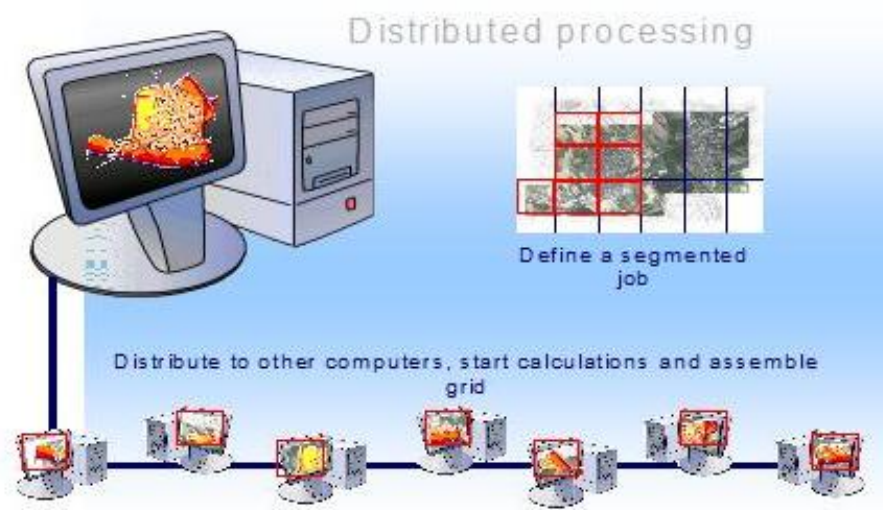 Distributed processing
Define a segmented
job
Distribute to other computers, start calculations and assemble
grid